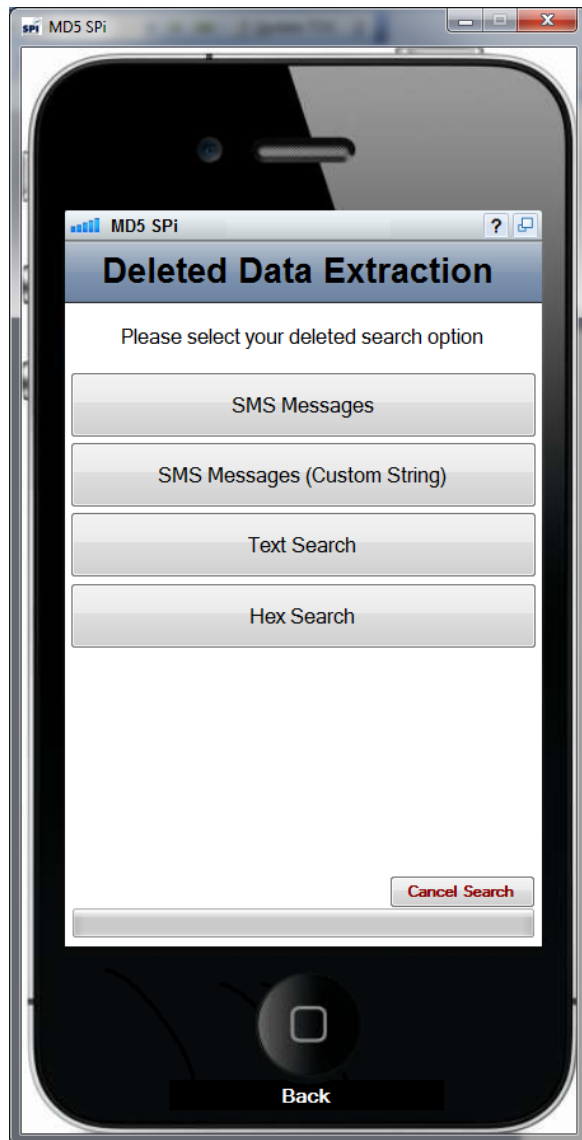 SPi MD5 SPi
MD5 SPi ?
Deleted Data Extraction
Please select your deleted search option
SMS Messages
SMS Messages (Custom String)
Text Search
Hex Search
Cancel Search
Back